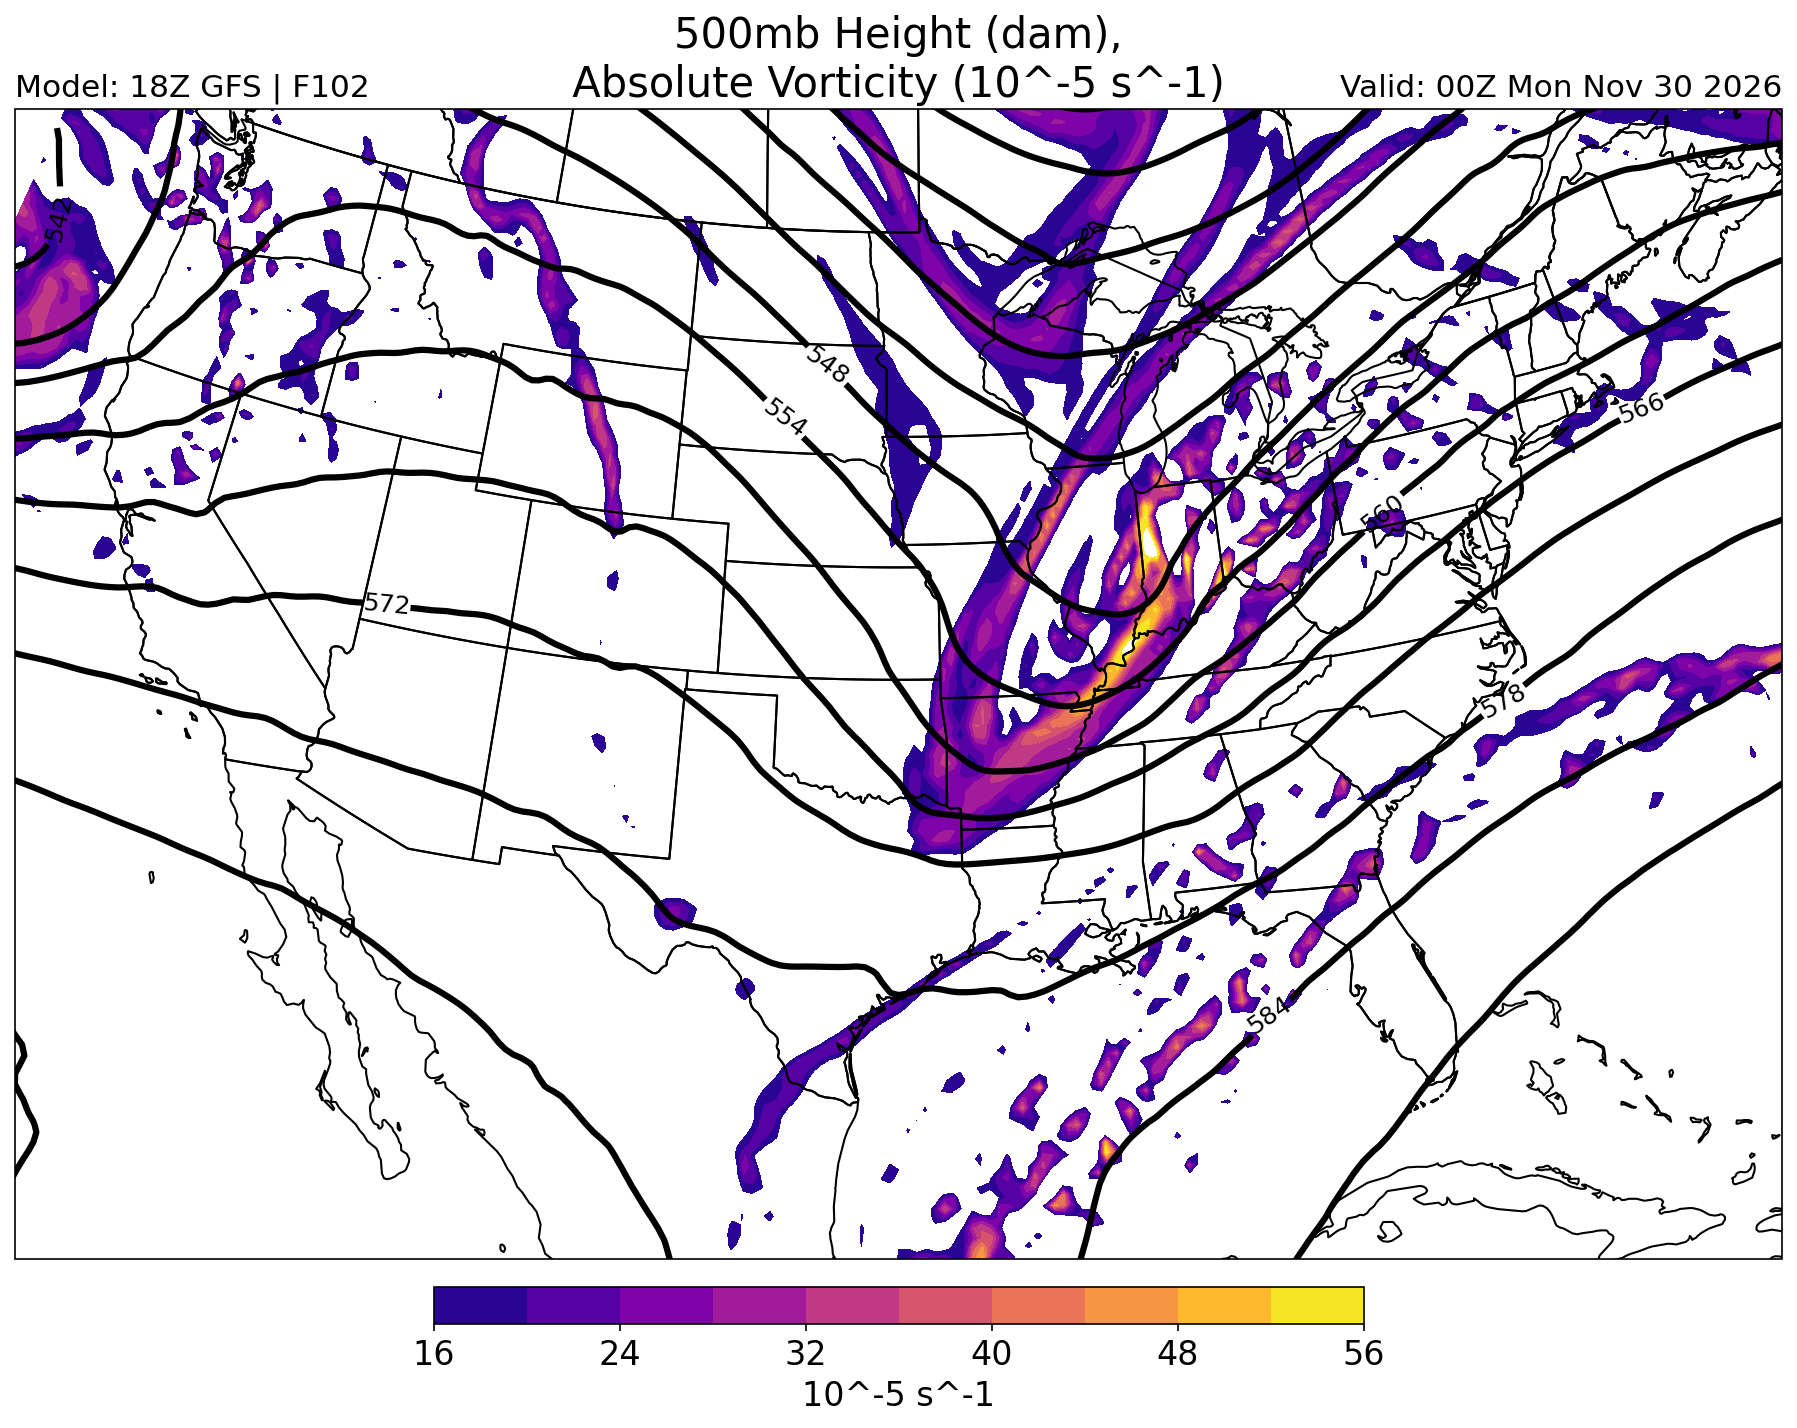 500mb Height (dam),
Absolute Vorticity (10^-5 s^-1)
Model: 18Z GFS | F102
Valid: 00Z Mon Nov 30 2026
542
548
554
566
560
572
578
584
16 24 32 40 48 56
10^-5 s^-1